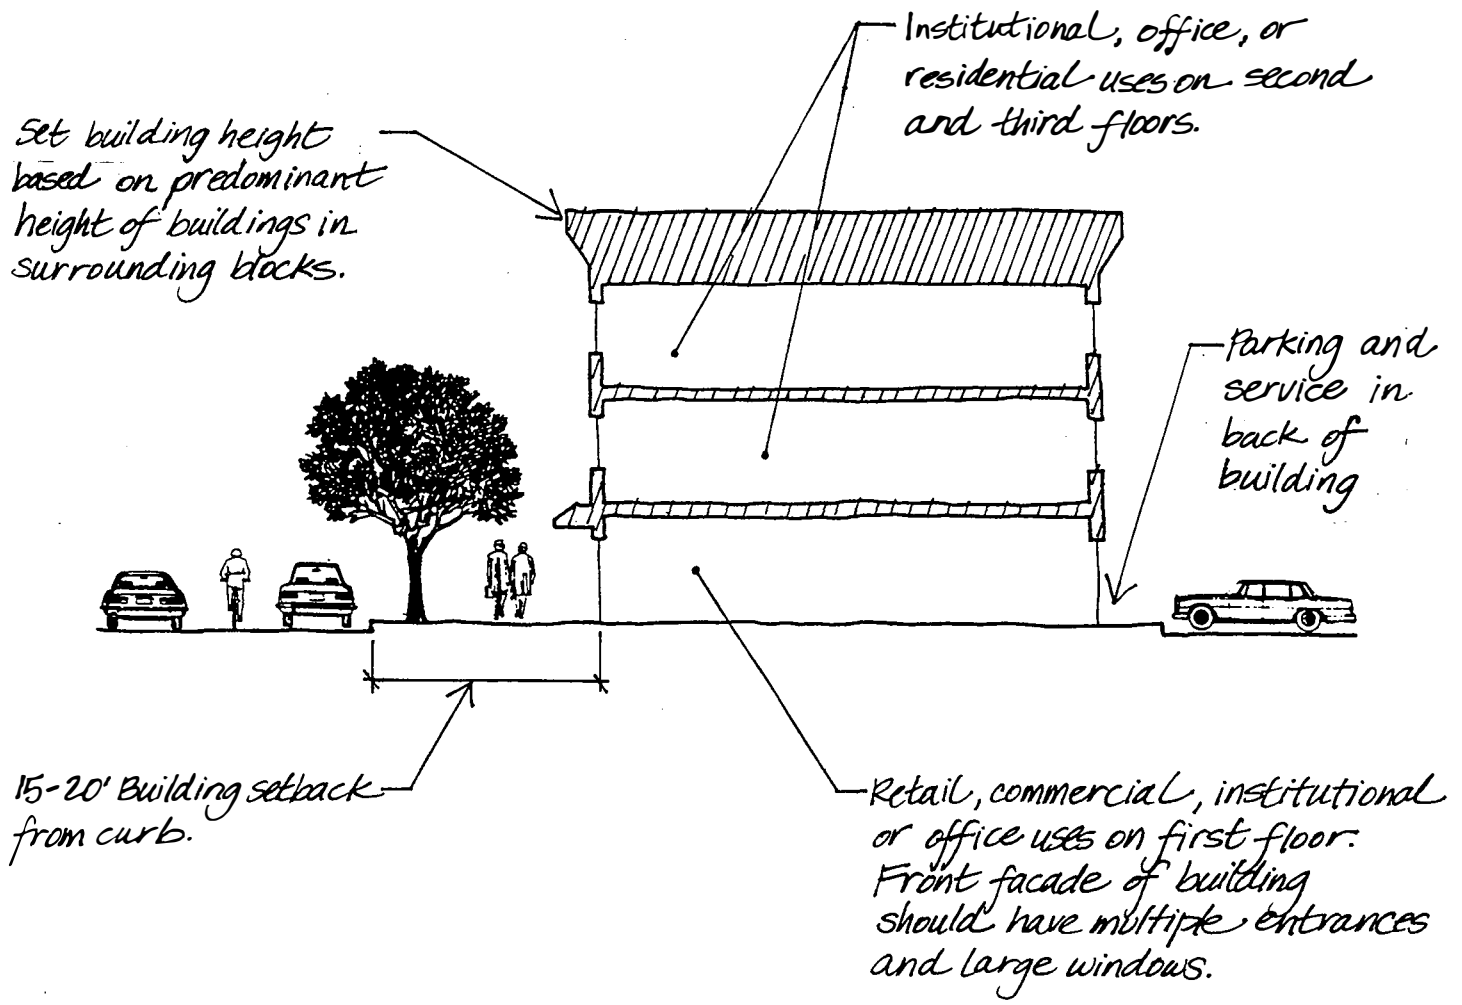 Institutional, office, or
residential uses on second
and third floors.
Set building height
based on predominant
height of buildings in
surrounding blocks.
Parking and
service in
back of
building
15-20' Building setback
from curb.
Retail, commercial, institutional
or office uses on first floor.
Front facade of building
should have multiple entrances
and large windows.